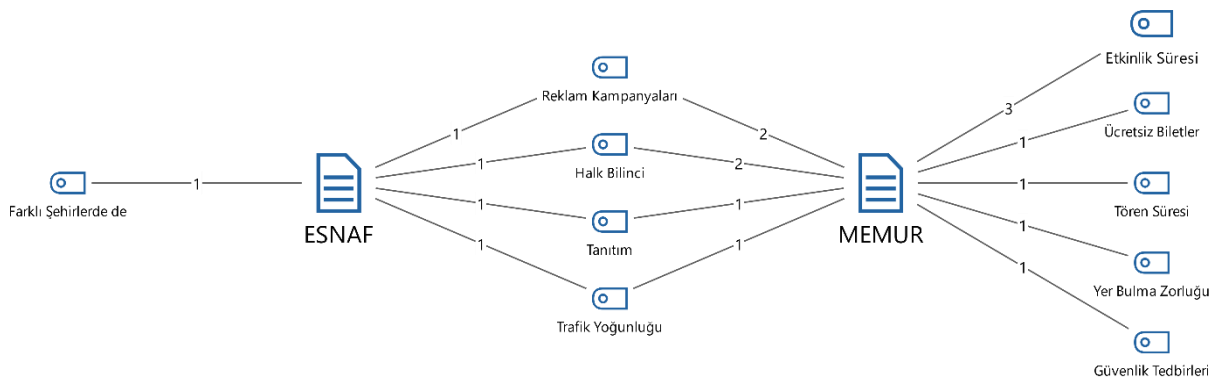 Etkinlik Süresi
Reklam Kampanyaları
3
1
2
1
Ücretsiz Biletler
1
Halk Bilinci
2
1
Farklı Şehirlerde de
ESNAF
1
Tanıtım
1
MEMUR
1
Tören Süresi
1
1
1
Yer Bulma Zorluğu
1
Trafik Yoğunluğu
Güvenlik Tedbirleri